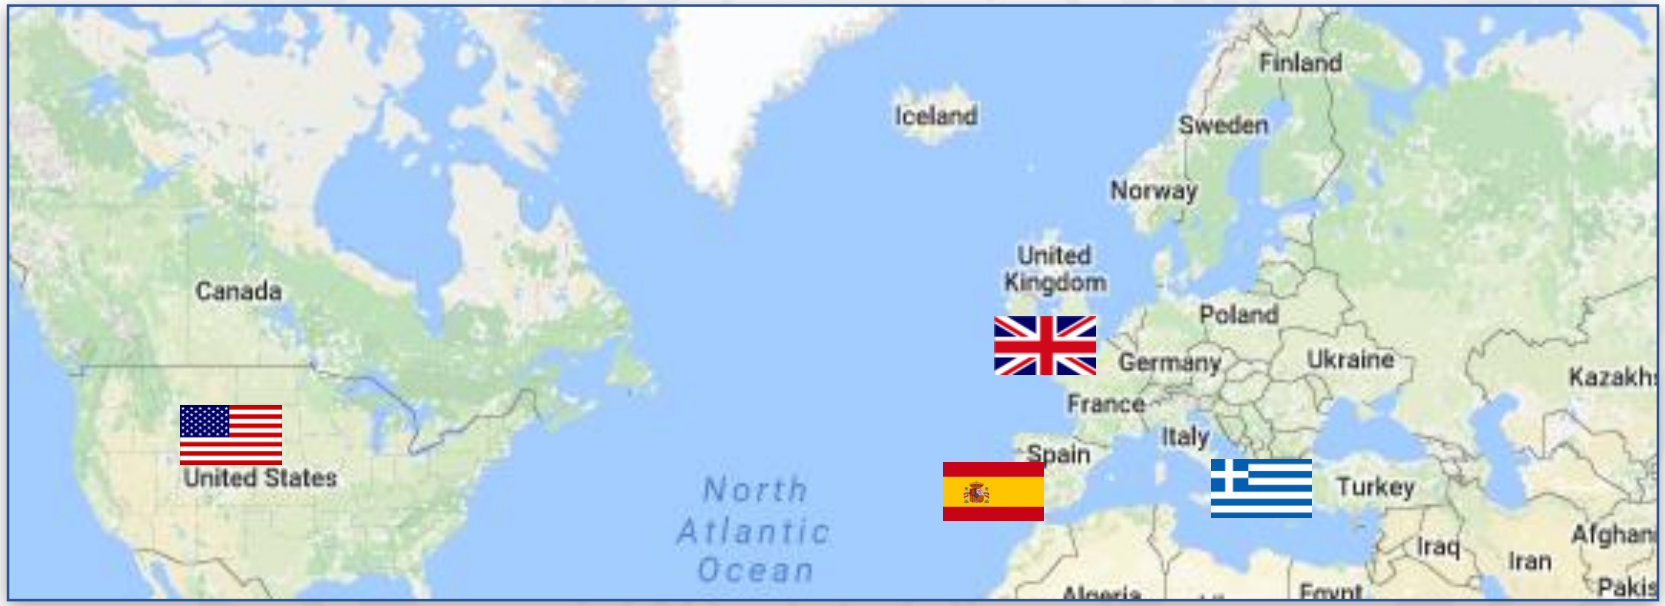 Finland
Iceland
Sweden
Norway
United
Kingdom
Canada
Poland
Germany
Ukraine
Kazakhs
France
Italy
Spain
United States
Turkey
North
Atlantic
Ocean
Afghan
Iraq
Iran
Pakis
Algeria
Egypt